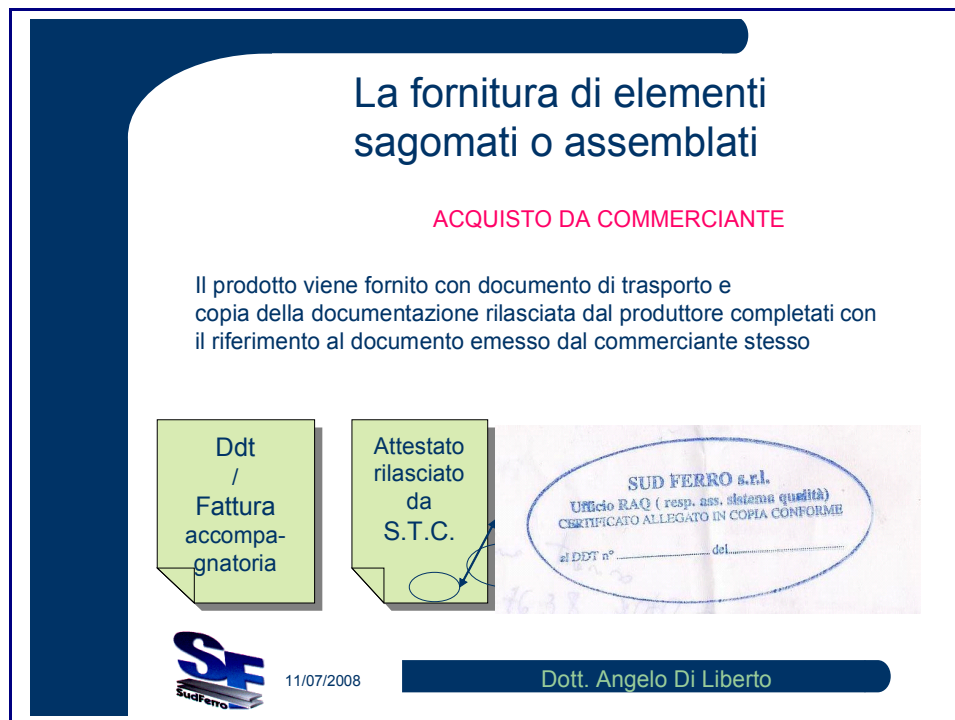 La fornitura di elementi
sagomati o assemblati
ACQUISTO DA COMMERCIANTE
Il prodotto viene fornito con documento di trasporto e
copia della documentazione rilasciata dal produttore completati con
il riferimento al documento emesso dal commerciante stesso
Ddt
/
Fattura
accompa-
gnatoria
Attestato
rilasciato
da
S.T.C.
SUD FERRO s.r.l.
Ufficio RAQ ( resp. ass. sistema qualità)
CERTIFICATO ALLEGATO IN COPIA CONFORME
al DDT n° ........................ del..............................
SF
SudFerro
11/07/2008
Dott. Angelo Di Liberto